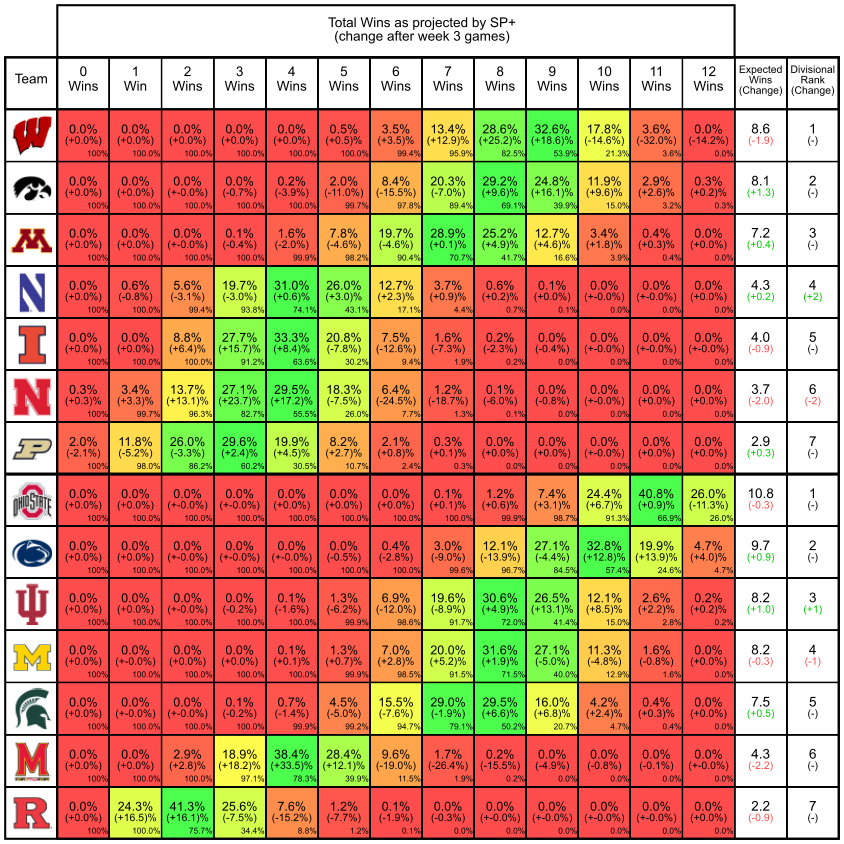 Total Wins as projected by SP+
(change after week 3 games)
Team 0 Wins 1 Win 2 Wins 3 Wins 4 Wins 5 Wins 6 Wins 7 Wins 8 Wins 9 Wins 10 Wins 11 Wins 12 Wins Expected Wins (Change) Divisional Rank (Change)
W 0.0% 0.0% 0.0% 0.0% 0.0% 0.5% 3.5% 13.4% 28.6% 32.6% 17.8% 3.6% 0.0% 8.6 1
(+0.0%) (+0.0%) (+0.0%) (+0.0%) (+0.0%) (+0.5%) (+3.5%) (+12.9%) (+25.2%) (+18.6%) (-14.6%) (-32.0%) (-14.2%) (-1.9) (-)
100% 100.0% 100.0% 100.0% 100.0% 100.0% 99.4% 95.9% 82.5% 53.9% 21.3% 3.6% 0.0%
0.0% 0.0% 0.0% 0.0% 0.2% 2.0% 8.4% 20.3% 29.2% 24.8% 11.9% 2.9% 0.3% 8.1 2
(+0.0%) (+0.0%) (+-0.0%) (-0.7%) (-3.9%) (-11.0%) (-15.5%) (-7.0%) (+9.6%) (+16.1%) (+9.6%) (+2.6%) (+0.2%) (+1.3) (-)
100% 100.0% 100.0% 100.0% 100.0% 99.7% 97.8% 89.4% 69.1% 39.9% 15.0% 3.2% 0.3%
M 0.0% 0.0% 0.0% 0.1% 1.6% 7.8% 19.7% 28.9% 25.2% 12.7% 3.4% 0.4% 0.0% 7.2 3
(+0.0%) (+0.0%) (+-0.0%) (-0.4%) (-2.0%) (-4.6%) (-4.6%) (+0.1%) (+4.9%) (+4.6%) (+1.8%) (+0.3%) (+0.0%) (+0.4) (-)
100% 100.0% 100.0% 100.0% 99.9% 98.2% 90.4% 70.7% 41.7% 16.6% 3.9% 0.4% 0.0%
N 0.0% 0.6% 5.6% 19.7% 31.0% 26.0% 12.7% 3.7% 0.6% 0.1% 0.0% 0.0% 0.0% 4.3 4
(+0.0%) (-0.8%) (-3.1%) (-3.0%) (+0.6%) (+3.0%) (+2.3%) (+0.9%) (+0.2%) (+0.0%) (+-0.0%) (+-0.0%) (+-0.0%) (+0.2) (+2)
100% 100.0% 99.4% 93.8% 74.1% 43.1% 17.1% 4.4% 0.7% 0.1% 0.0% 0.0% 0.0%
I 0.0% 0.0% 8.8% 27.7% 33.3% 20.8% 7.5% 1.6% 0.2% 0.0% 0.0% 0.0% 0.0% 4.0 5
(+0.0%) (+0.0%) (+6.4%) (+15.7%) (+8.4%) (-7.8%) (-12.6%) (-7.3%) (-2.3%) (-0.4%) (+-0.0%) (+-0.0%) (+-0.0%) (-0.9) (-)
100% 100.0% 100.0% 91.2% 63.6% 30.2% 9.4% 1.9% 0.2% 0.0% 0.0% 0.0% 0.0%
N 0.3% 3.4% 13.7% 27.1% 29.5% 18.3% 6.4% 1.2% 0.1% 0.0% 0.0% 0.0% 0.0% 3.7 6
(+0.3%) (+3.3%) (+13.1%) (+23.7%) (+17.2%) (-7.5%) (-24.5%) (-18.7%) (-6.0%) (-0.8%) (+-0.0%) (+-0.0%) (+0.0%) (-2.0) (-2)
100% 99.7% 96.3% 82.7% 55.5% 26.0% 7.7% 1.3% 0.1% 0.0% 0.0% 0.0% 0.0%
P 2.0% 11.8% 26.0% 29.6% 19.9% 8.2% 2.1% 0.3% 0.0% 0.0% 0.0% 0.0% 0.0% 2.9 7
(-2.1%) (-5.2%) (-3.3%) (+2.4%) (+4.5%) (+2.7%) (+0.8%) (+0.1%) (+0.0%) (+0.0%) (+0.0%) (+0.0%) (+0.0%) (+0.3) (-)
100% 98.0% 86.2% 60.2% 30.5% 10.7% 2.4% 0.3% 0.0% 0.0% 0.0% 0.0% 0.0%
OHIO STATE 0.0% 0.0% 0.0% 0.0% 0.0% 0.0% 0.0% 0.1% 1.2% 7.4% 24.4% 40.8% 26.0% 10.8 1
(+0.0%) (+0.0%) (+0.0%) (+0.0%) (+0.0%) (+0.0%) (+0.0%) (+0.1%) (+0.6%) (+3.1%) (+6.7%) (+0.9%) (-11.3%) (-0.3) (-)
100% 100.0% 100.0% 100.0% 100.0% 100.0% 100.0% 100.0% 99.9% 98.7% 91.3% 66.9% 26.0%
0.0% 0.0% 0.0% 0.0% 0.0% 0.0% 0.4% 3.0% 12.1% 27.1% 32.8% 19.9% 4.7% 9.7 2
(+0.0%) (+0.0%) (+0.0%) (+-0.0%) (+-0.0%) (-0.5%) (-2.8%) (-9.0%) (-13.9%) (-4.4%) (+12.8%) (+13.9%) (+4.0%) (+0.9) (-)
100% 100.0% 100.0% 100.0% 100.0% 100.0% 100.0% 99.6% 96.7% 84.5% 57.4% 24.6% 4.7%
0.0% 0.0% 0.0% 0.0% 0.1% 1.3% 6.9% 19.6% 30.6% 26.5% 12.1% 2.6% 0.2% 8.2 3
(+0.0%) (+0.0%) (+-0.0%) (-0.2%) (-1.6%) (-6.2%) (-12.0%) (-8.9%) (+4.9%) (+13.1%) (+8.5%) (+2.2%) (+0.2%) (+1.0) (+1)
100% 100.0% 100.0% 100.0% 100.0% 99.9% 98.6% 91.7% 72.0% 41.4% 15.0% 2.8% 0.2%
M 0.0% 0.0% 0.0% 0.0% 0.1% 1.3% 7.0% 20.0% 31.6% 27.1% 11.3% 1.6% 0.0% 8.2 4
(+0.0%) (+-0.0%) (+0.0%) (+0.0%) (+0.1%) (+0.7%) (+2.8%) (+5.2%) (+1.9%) (-5.0%) (-4.8%) (-0.8%) (+0.0%) (-0.3) (-1)
100% 100.0% 100.0% 100.0% 100.0% 99.9% 98.5% 91.5% 71.5% 40.0% 12.9% 1.6% 0.0%
0.0% 0.0% 0.0% 0.1% 0.7% 4.5% 15.5% 29.0% 29.5% 16.0% 4.2% 0.4% 0.0% 7.5 5
(+0.0%) (+-0.0%) (-0.0%) (-0.2%) (-1.4%) (-5.0%) (-7.6%) (-1.9%) (+6.6%) (+6.8%) (+2.4%) (+0.3%) (+0.0%) (+0.5) (-)
100% 100.0% 100.0% 100.0% 99.9% 99.2% 94.7% 79.1% 50.2% 20.7% 4.7% 0.4% 0.0%
M 0.0% 0.0% 2.9% 18.9% 38.4% 28.4% 9.6% 1.7% 0.2% 0.0% 0.0% 0.0% 0.0% 4.3 6
(+0.0%) (+0.0%) (+2.8%) (+18.2%) (+33.5%) (+12.1%) (-19.0%) (-26.4%) (-15.5%) (-4.9%) (-0.8%) (-0.1%) (+-0.0%) (-2.2) (-)
100% 100.0% 100.0% 97.1% 78.3% 39.9% 11.5% 1.9% 0.2% 0.0% 0.0% 0.0% 0.0%
R 0.0% 24.3% 41.3% 25.6% 7.6% 1.2% 0.1% 0.0% 0.0% 0.0% 0.0% 0.0% 0.0% 2.2 7
(+0.0%) (+16.5%) (+16.1%) (-7.5%) (-15.2%) (-7.7%) (-1.9%) (-0.3%) (-0.0%) (+-0.0%) (+-0.0%) (+-0.0%) (+0.0%) (-0.9) (-)
100% 100.0% 75.7% 34.4% 8.8% 1.2% 0.1% 0.0% 0.0% 0.0% 0.0% 0.0% 0.0%